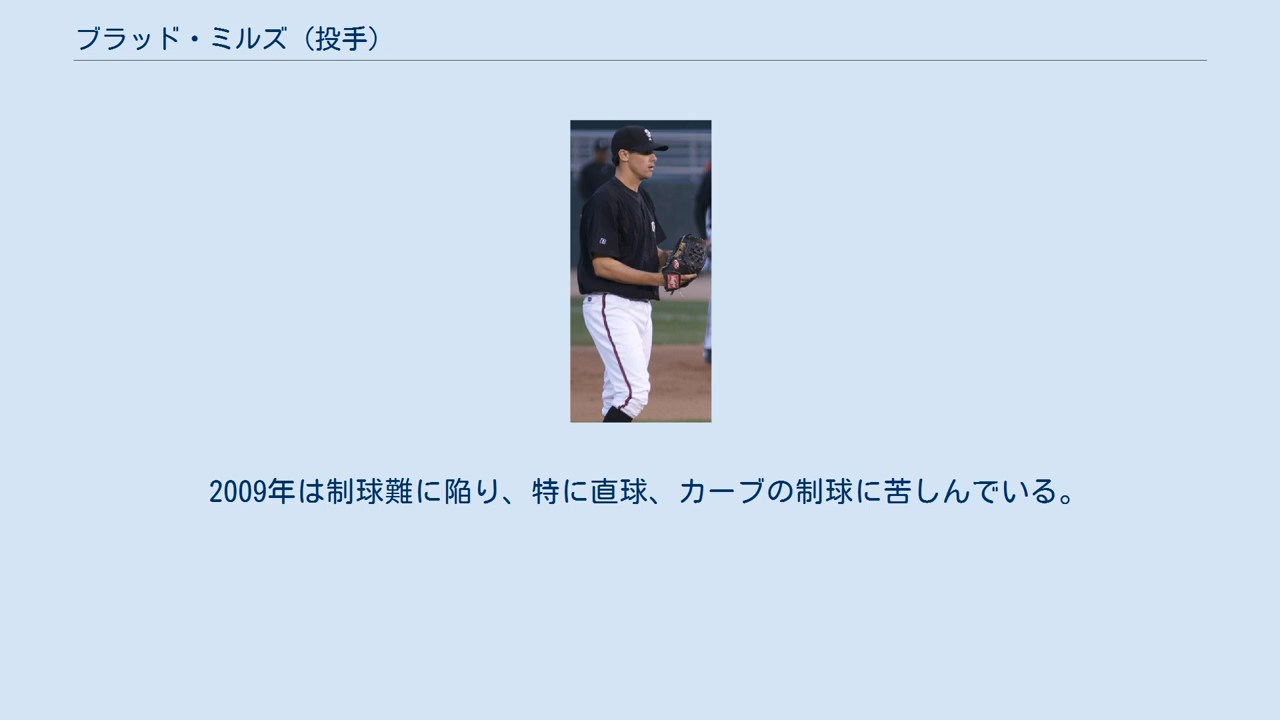 ブラッド・ミルズ（投手）
2009年は制球難に陥り、特に直球、カーブの制球に苦しんでいる。